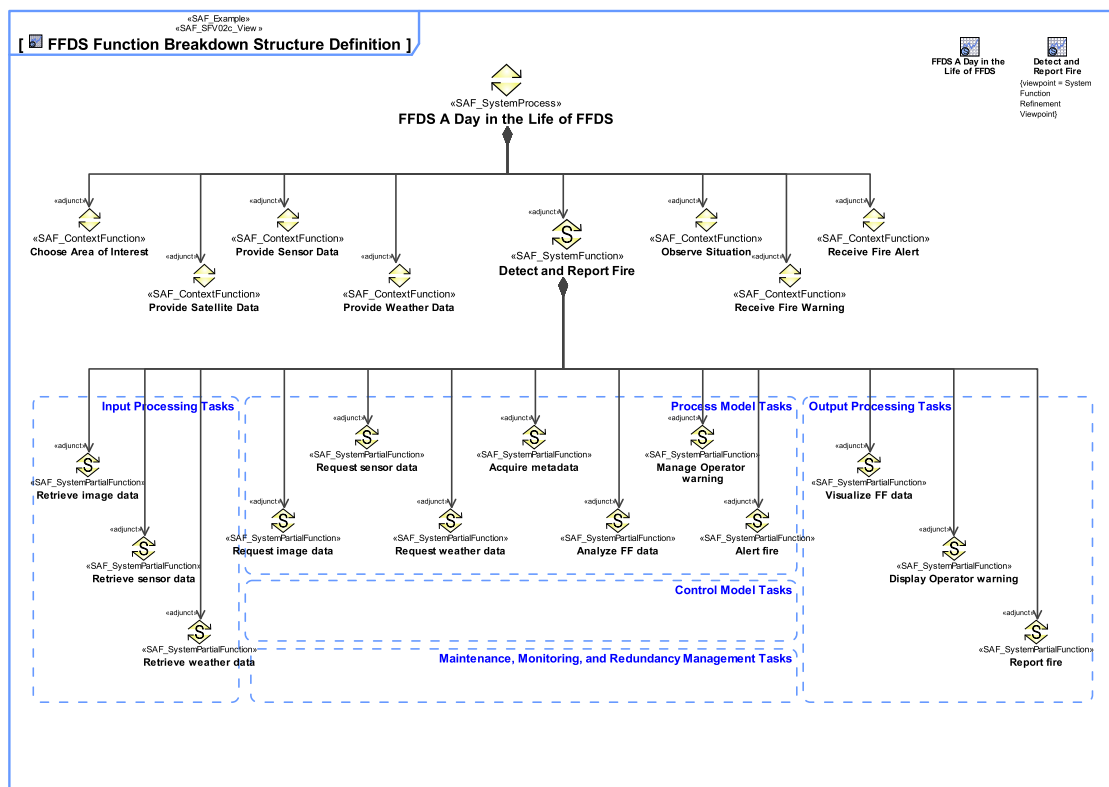 «SAF_Example»
«SAF_SFV02c_View »
[ FFDS Function Breakdown Structure Definition ]
FFDS A Day in the
Life of FFDS
Detect and
Report Fire
{viewpoint = System
Function
Refinement
Viewpoint}
«SAF_SystemProcess»
FFDS A Day in the Life of FFDS
«adjunct»
«SAF_ContextFunction»
Choose Area of Interest
«adjunct»
«SAF_ContextFunction»
Provide Satellite Data
«adjunct»
«SAF_ContextFunction»
Provide Sensor Data
«adjunct»
«SAF_ContextFunction»
Provide Weather Data
«adjunct»
S
«SAF_SystemFunction»
Detect and Report Fire
«adjunct»
«SAF_ContextFunction»
Observe Situation
«adjunct»
«SAF_ContextFunction»
Receive Fire Warning
«adjunct»
«SAF_ContextFunction»
Receive Fire Alert
Input Processing Tasks
«adjunct»
S
«SAF_SystemPartialFunction»
Retrieve image data
«adjunct»
S
«SAF_SystemPartialFunction»
Retrieve sensor data
«adjunct»
S
«SAF_SystemPartialFunction»
Retrieve weather data
Process Model Tasks
«adjunct»
S
«SAF_SystemPartialFunction»
Request image data
«adjunct»
S
«SAF_SystemPartialFunction»
Request sensor data
«adjunct»
S
«SAF_SystemPartialFunction»
Request weather data
«adjunct»
S
«SAF_SystemPartialFunction»
Acquire metadata
«adjunct»
S
«SAF_SystemPartialFunction»
Analyze FF data
«adjunct»
S
«SAF_SystemPartialFunction»
Manage Operator
warning
«adjunct»
S
«SAF_SystemPartialFunction»
Alert fire
Control Model Tasks
Maintenance, Monitoring, and Redundancy Management Tasks
Output Processing Tasks
«adjunct»
S
«SAF_SystemPartialFunction»
Visualize FF data
«adjunct»
S
«SAF_SystemPartialFunction»
Display Operator warning
«adjunct»
S
«SAF_SystemPartialFunction»
Report fire